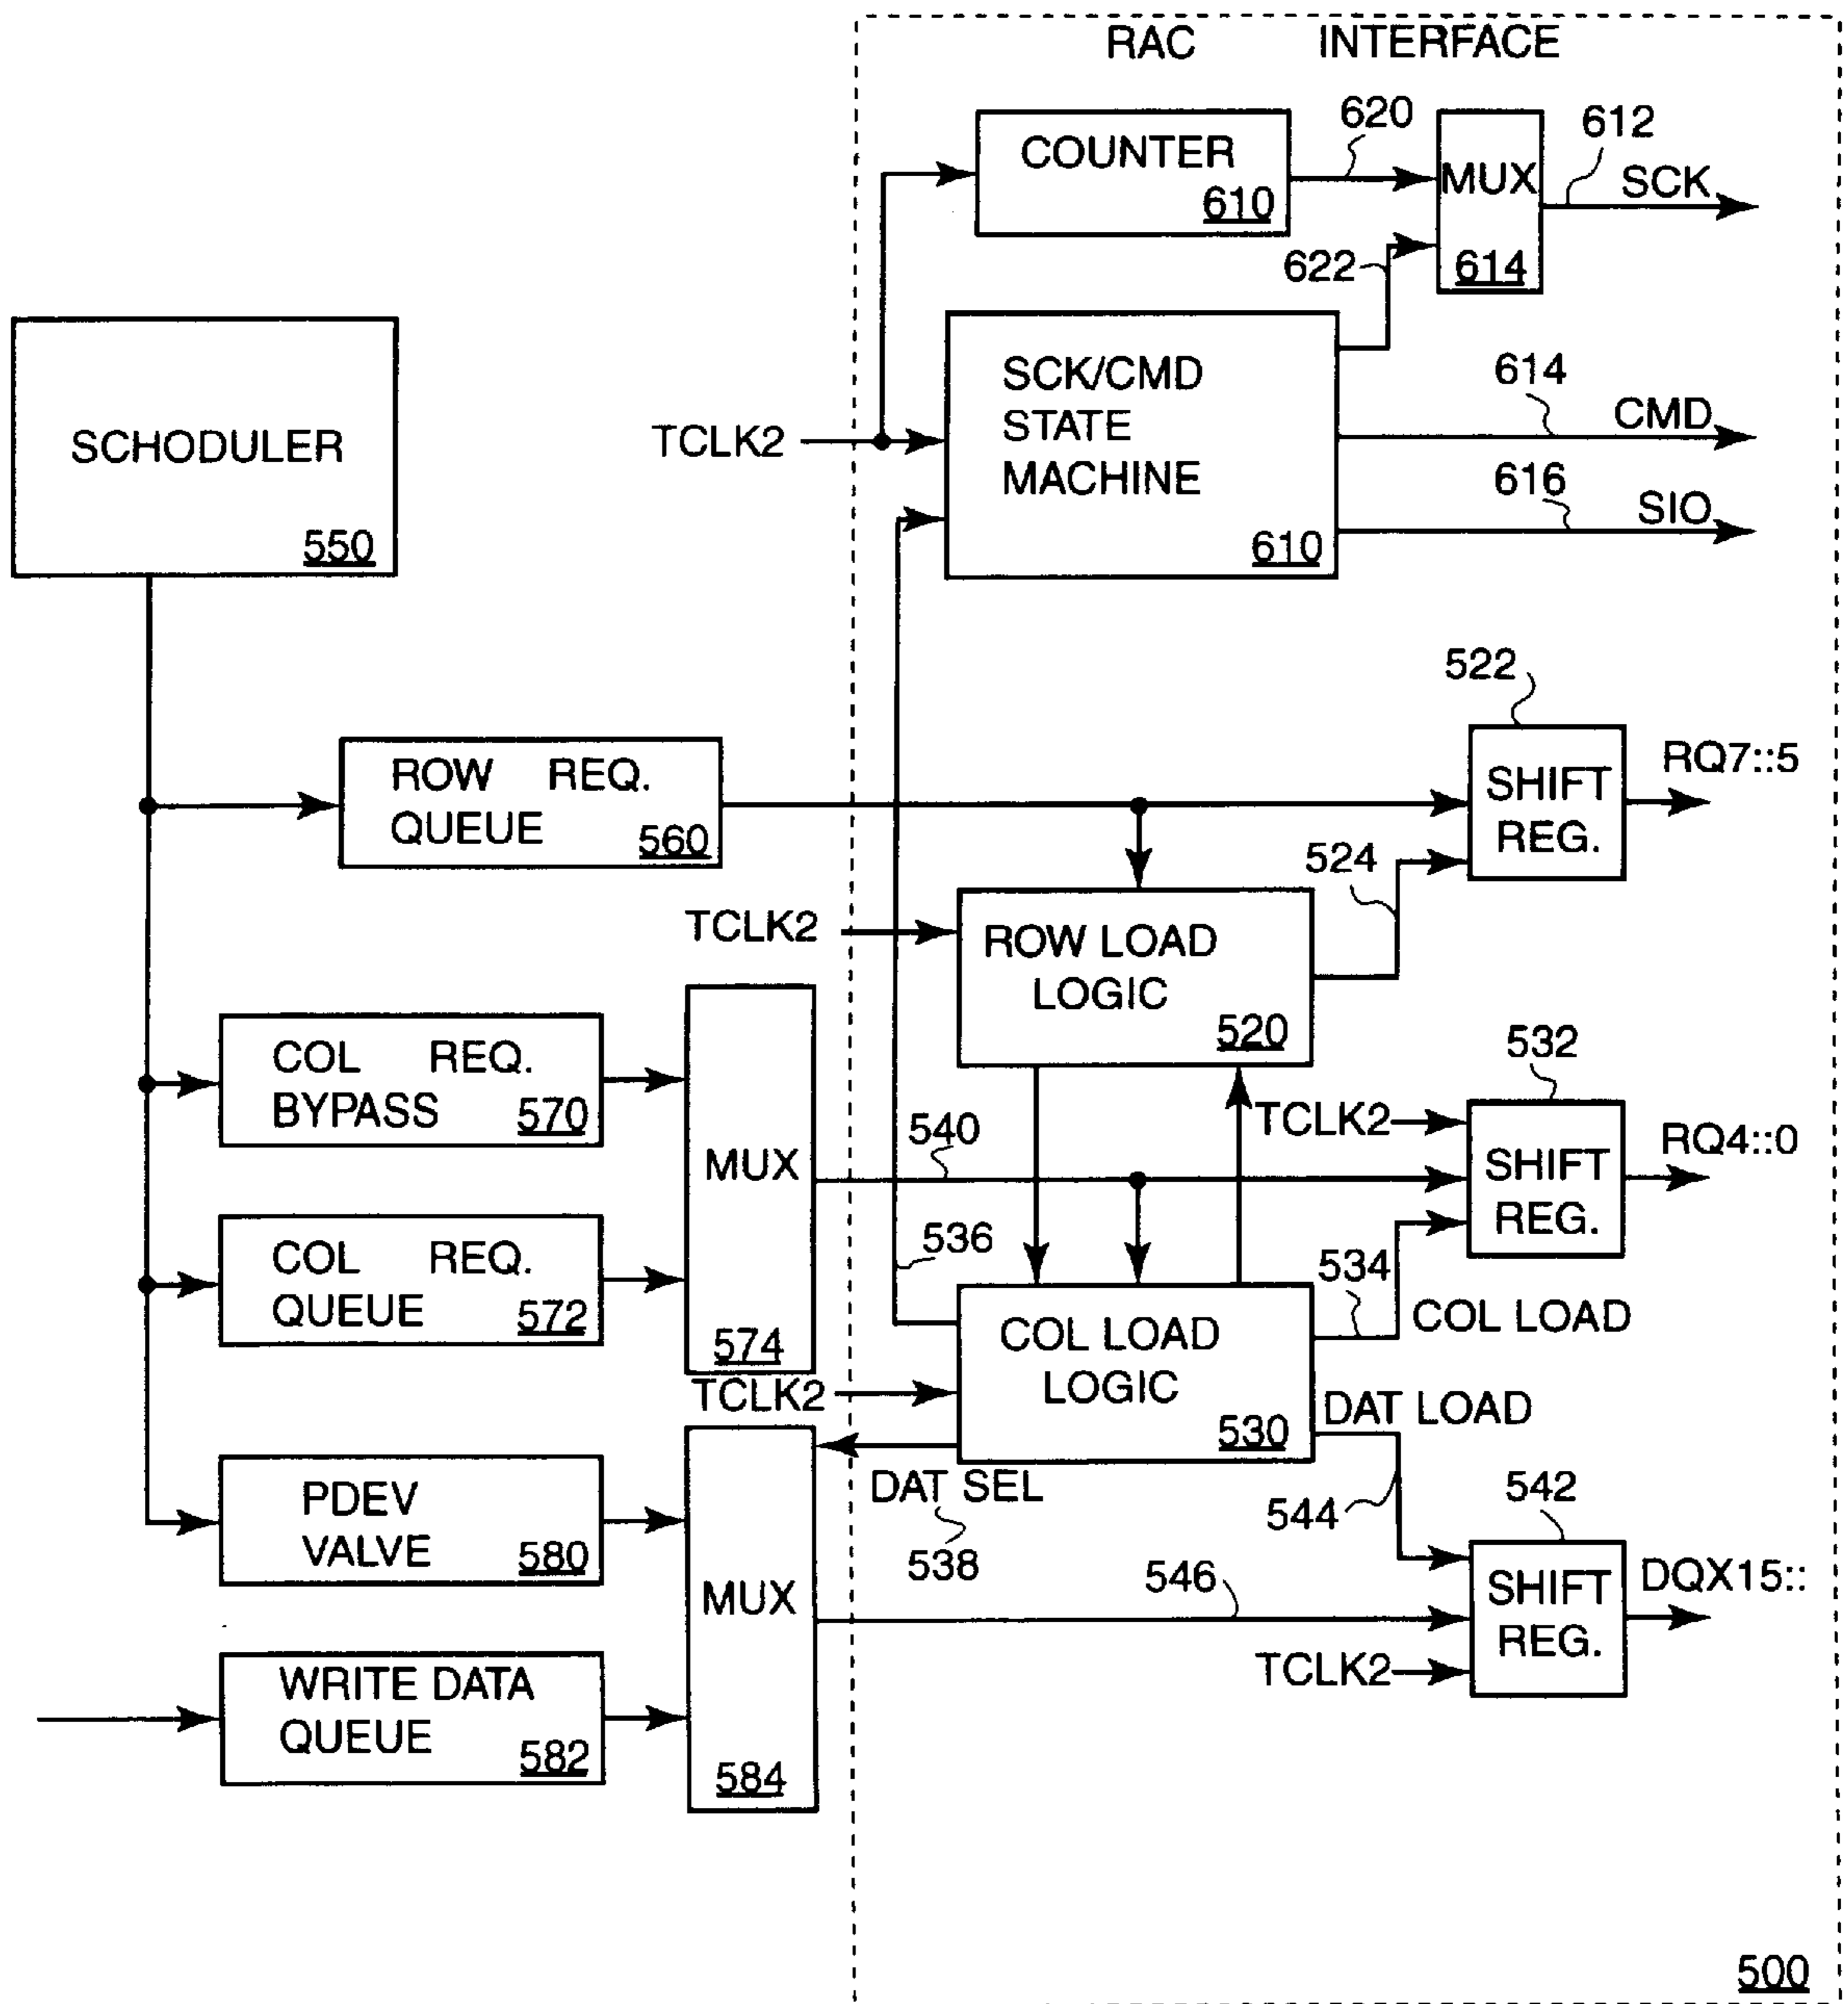 RAC INTERFACE
COUNTER
610
620
MUX
614
612
SCK
622
SCHODULER
550
TCLK2
SCK/CMD
STATE
MACHINE
610
614
CMD
616
SIO
522
ROW REQ.
QUEUE
560
SHIFT
REG.
RQ7::5
524
TCLK2
ROW LOAD
LOGIC
520
COL REQ.
BYPASS
570
MUX
574
540
532
TCLK2
SHIFT
REG.
RQ4::0
COL REQ.
QUEUE
572
536
534
COL LOAD
COL LOAD
LOGIC
530
TCLK2
DAT LOAD
DAT SEL
538
544
542
PDEV
VALVE
580
MUX
584
546
SHIFT
REG.
DQX15::
TCLK2
WRITE DATA
QUEUE
582
500